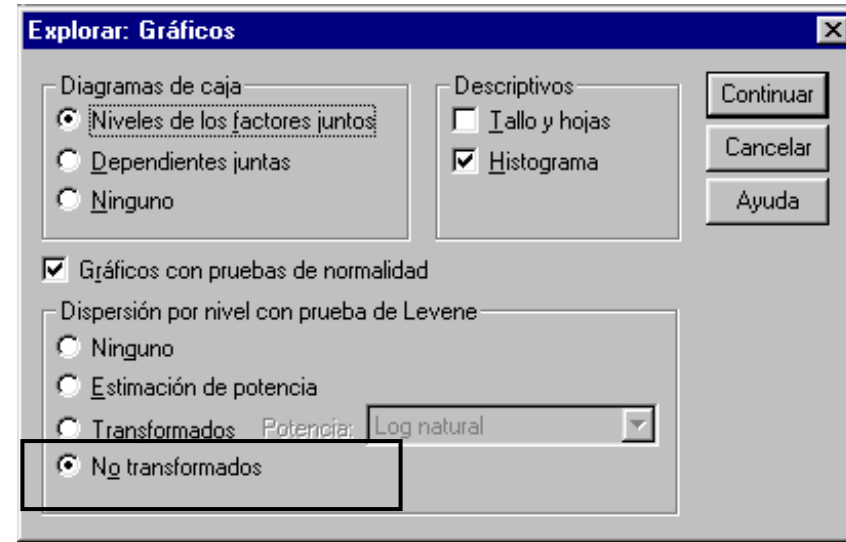 Explorar: Gráficos
Diagramas de caja
Niveles de los factores juntos
Dependientes juntas
Ninguno
Descriptivos
Tallo y hojas
Histograma
Continuar
Cancelar
Ayuda
Gráficos con pruebas de normalidad
Dispersión por nivel con prueba de Levene
Ninguno
Estimación de potencia
Transformados Potencia: Log natural
No transformados